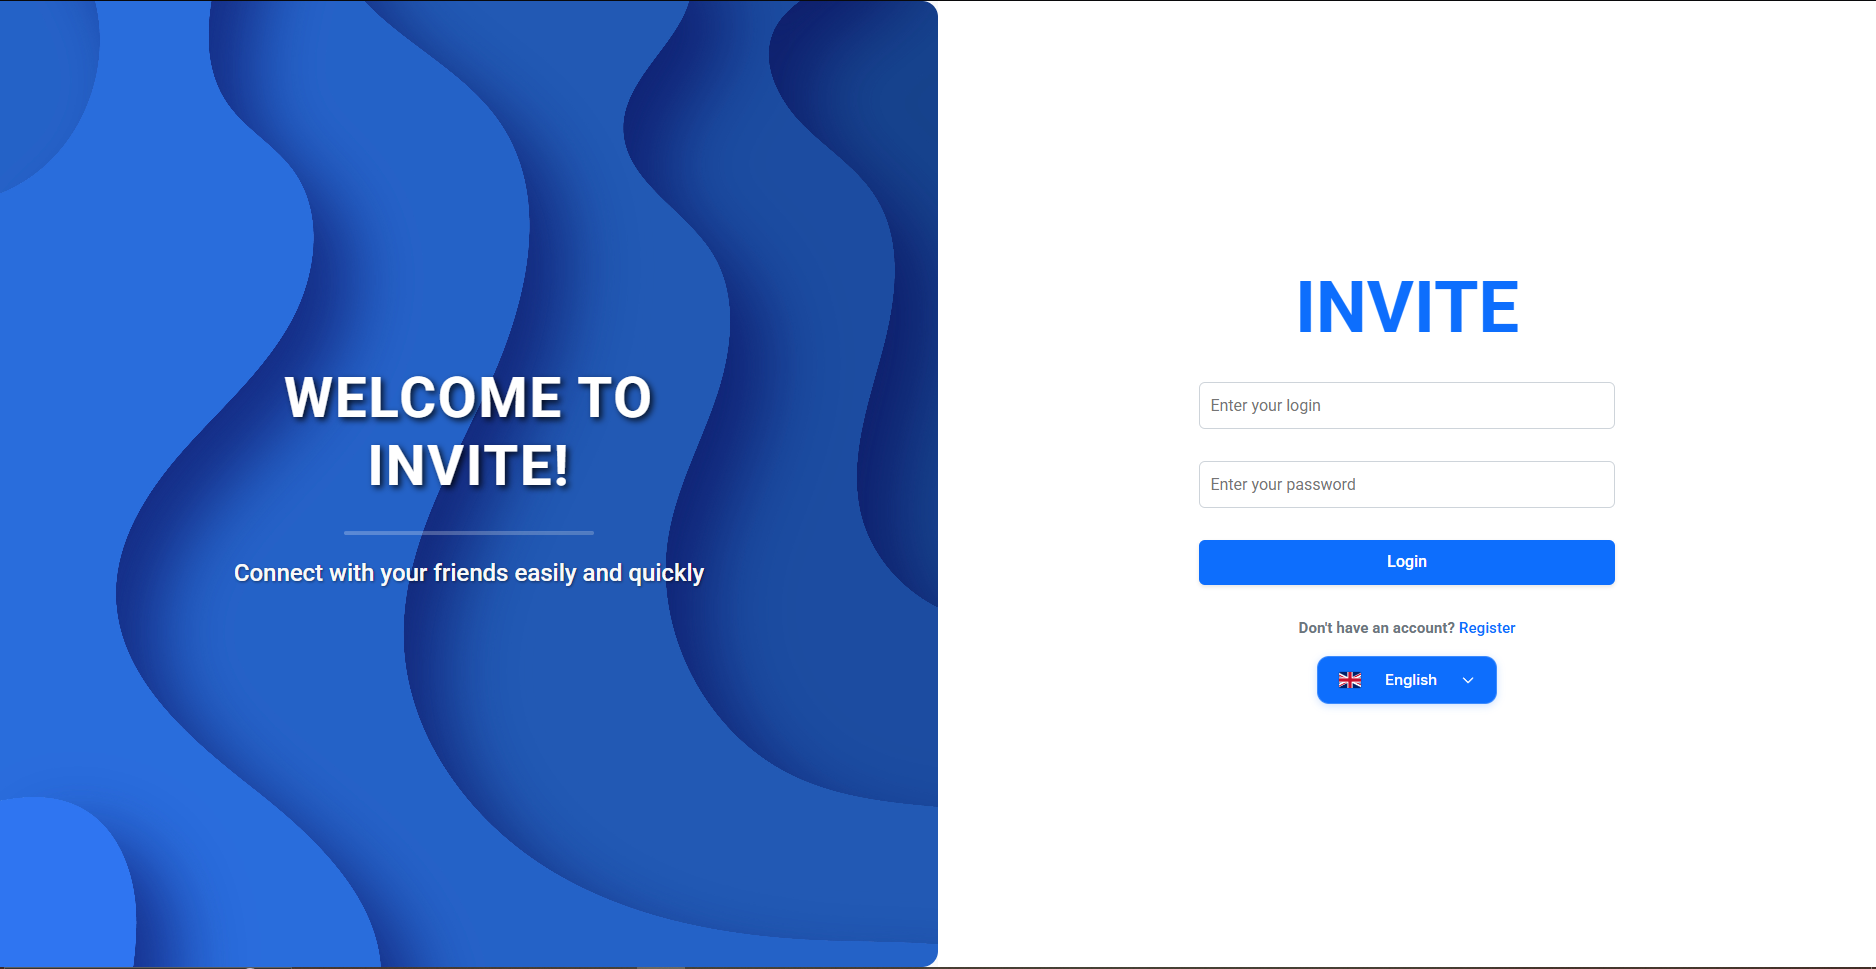 WELCOME TO
INVITE!
Connect with your friends easily and quickly
INVITE
Enter your login
Enter your password
Login
Don't have an account? Register
English